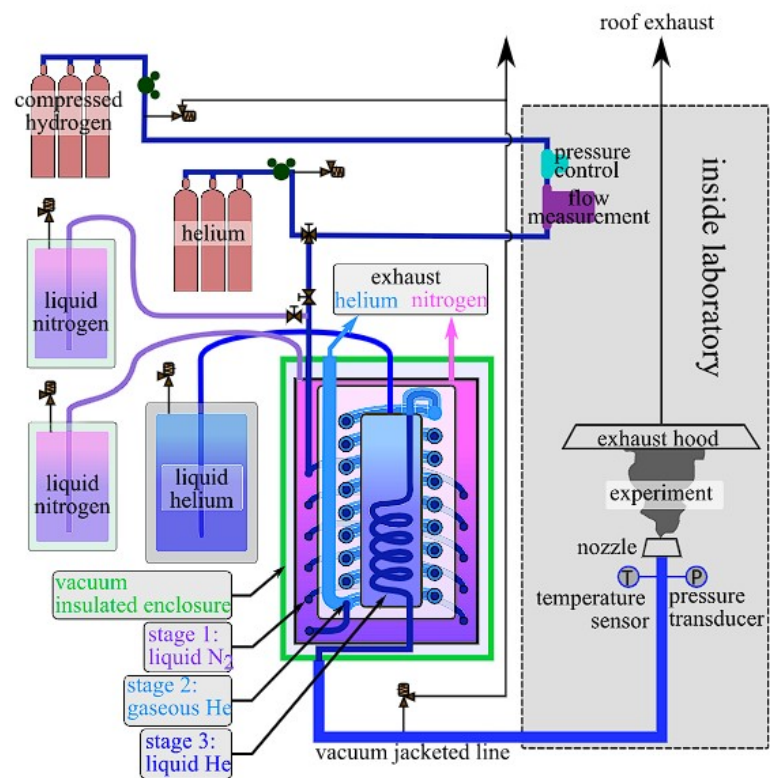 roof exhaust
compressed
hydrogen
pressure
control
flow
measurement
inside laboratory
helium
exhaust
helium nitrogen
liquid
nitrogen
liquid
nitrogen
liquid
helium
exhaust hood
experiment
nozzle
T
P
temperature
sensor
pressure
transducer
vacuum
insulated enclosure
stage 1:
liquid N₂
stage 2:
gaseous He
stage 3:
liquid He
vacuum jacketed line